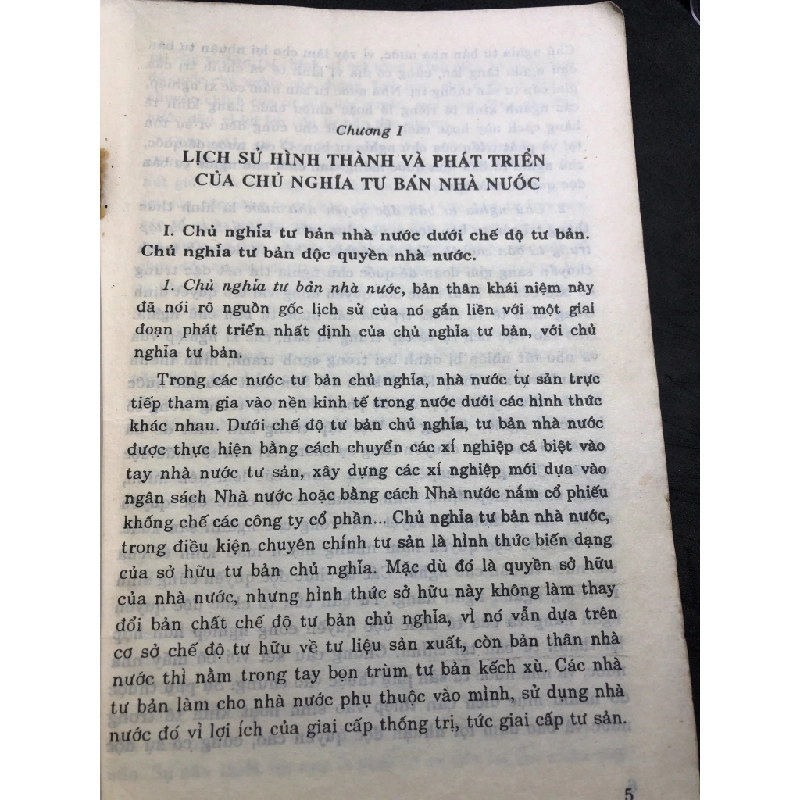 Chương I
LỊCH SỬ HÌNH THÀNH VÀ PHÁT TRIỂN
CỦA CHỦ NGHĨA TƯ BẢN NHÀ NƯỚC
I. Chủ nghĩa tư bản nhà nước dưới chế độ tư bản.
Chủ nghĩa tư bản độc quyền nhà nước.
1. Chủ nghĩa tư bản nhà nước, bản thân khái niệm này
đã nói rõ nguồn gốc lịch sử của nó gắn liền với một giai
đoạn phát triển nhất định của chủ nghĩa tư bản, với chủ
nghĩa tư bản.
Trong các nước tư bản chủ nghĩa, nhà nước tự sản trực
tiếp tham gia vào nền kinh tế trong nước dưới các hình thức
khác nhau. Dưới chế độ tư bản chủ nghĩa, tư bản nhà nước
được thực hiện bằng cách chuyển các xí nghiệp cá biệt vào
tay nhà nước tư sản, xây dựng các xí nghiệp mới dựa vào
ngân sách Nhà nước hoặc bằng cách Nhà nước nắm cổ phiếu
khống chế các công ty cổ phần... Chủ nghĩa tư bản nhà nước,
trong điều kiện chuyên chính tư sản là hình thức biến dạng
của sở hữu tư bản chủ nghĩa. Mặc dù đó là quyền sở hữu
của nhà nước, nhưng hình thức sở hữu này không làm thay
đổi bản chất chế độ tư bản chủ nghĩa, vì nó vẫn dựa trên
cơ sở chế độ tư hữu về tư liệu sản xuất, còn bản thân nhà
nước thì nằm trong tay bọn trùm tư bản kếch xù. Các nhà
tư bản làm cho nhà nước phụ thuộc vào mình, sử dụng nhà
nước đó vì lợi ích của giai cấp thống trị, tức giai cấp tư sản.
5